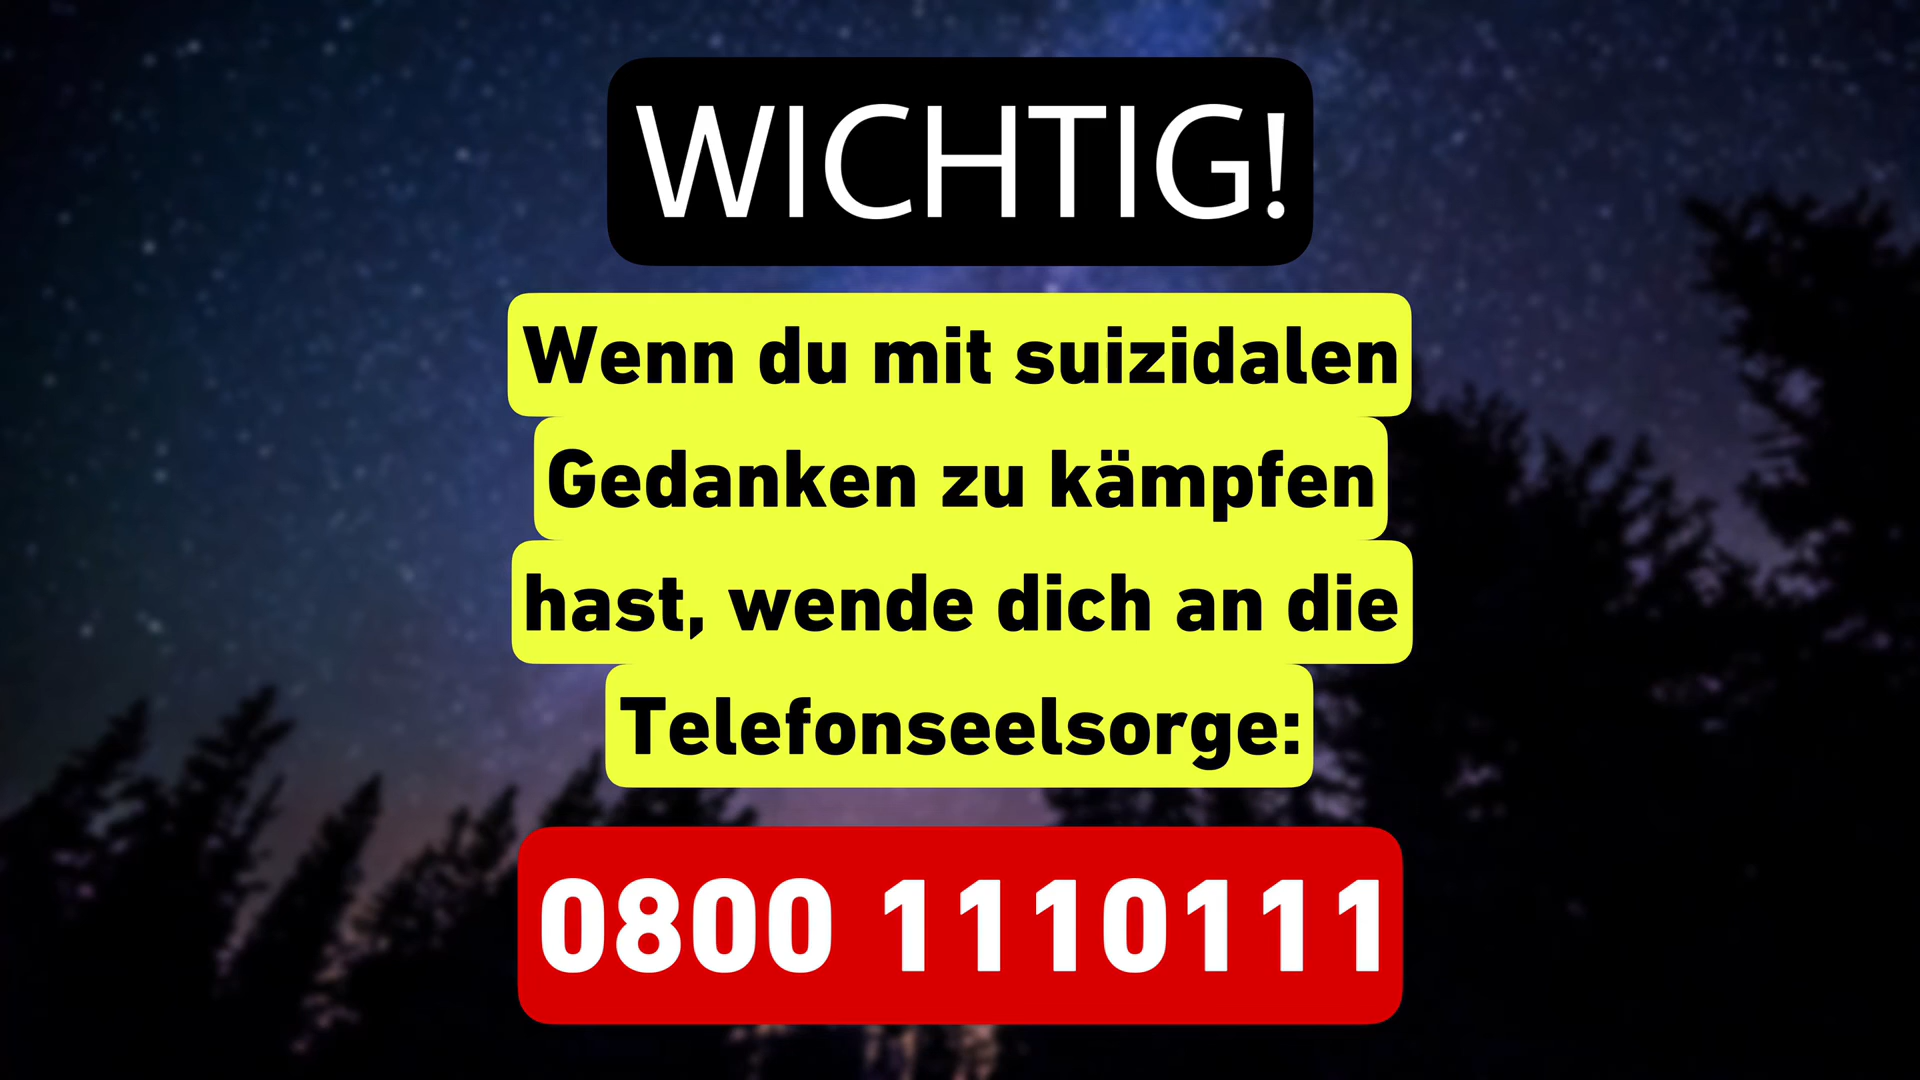 WICHTIG!
Wenn du mit suizidalen
Gedanken zu kämpfen
hast, wende dich an die
Telefonseelsorge:
0800 1110111